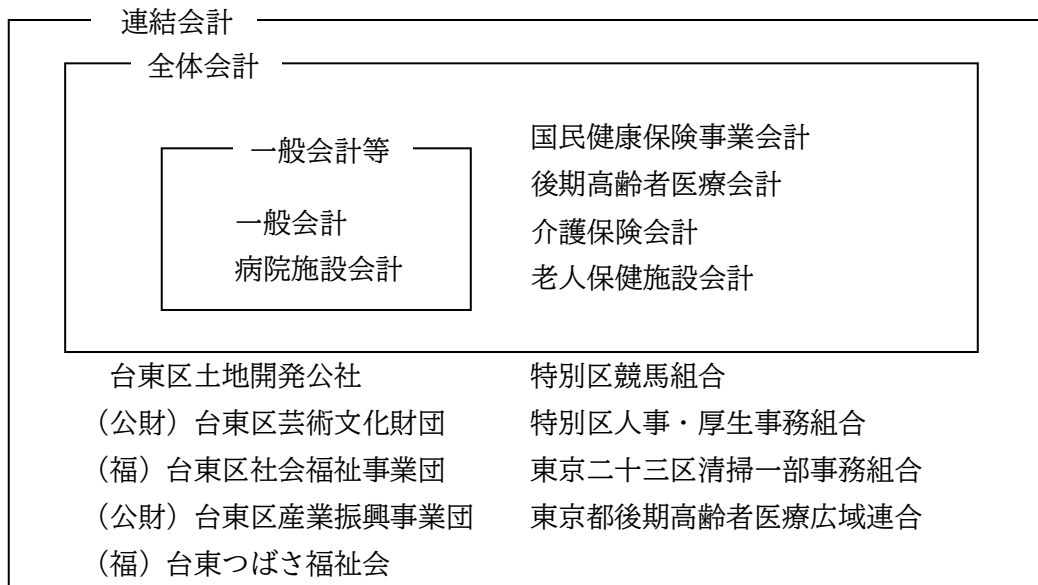 連結会計
全体会計
一般会計等
一般会計
病院施設会計
国民健康保険事業会計
後期高齢者医療会計
介護保険会計
老人保健施設会計
台東区土地開発公社
（公財）台東区芸術文化財団
（福）台東区社会福祉事業団
（公財）台東区産業振興事業団
（福）台東つばさ福祉会
特別区競馬組合
特別区人事・厚生事務組合
東京二十三区清掃一部事務組合
東京都後期高齢者医療広域連合